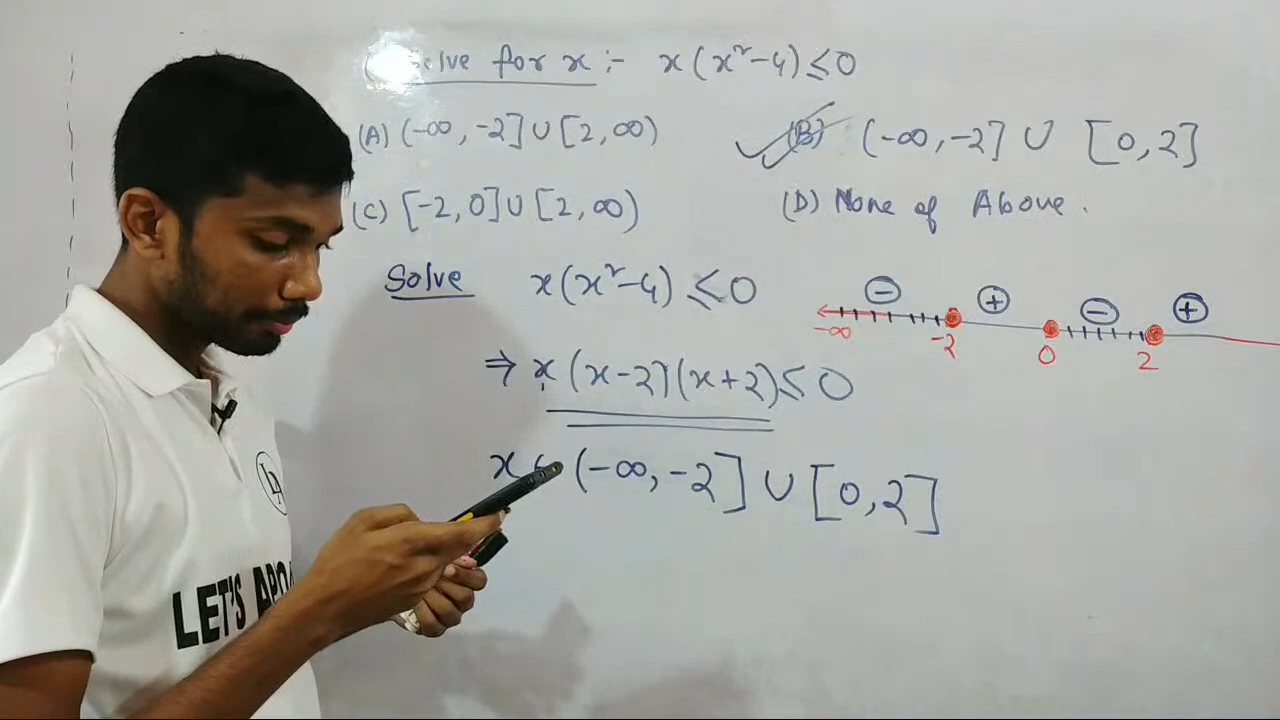 Solve for x :- x(x²-4)≤0
(A) (-∞, -2] ∪ [2, ∞) (B) (-∞, -2] ∪ [0, 2]
(C) [-2, 0] ∪ [2, ∞) (D) None of Above.
Solve x(x²-4)≤0
⊖ ⊕ ⊖ ⊕
-∞ -2 0 2
⇒ x(x-2)(x+2)≤0
x ∈ (-∞, -2] ∪ [0, 2]
LET'S